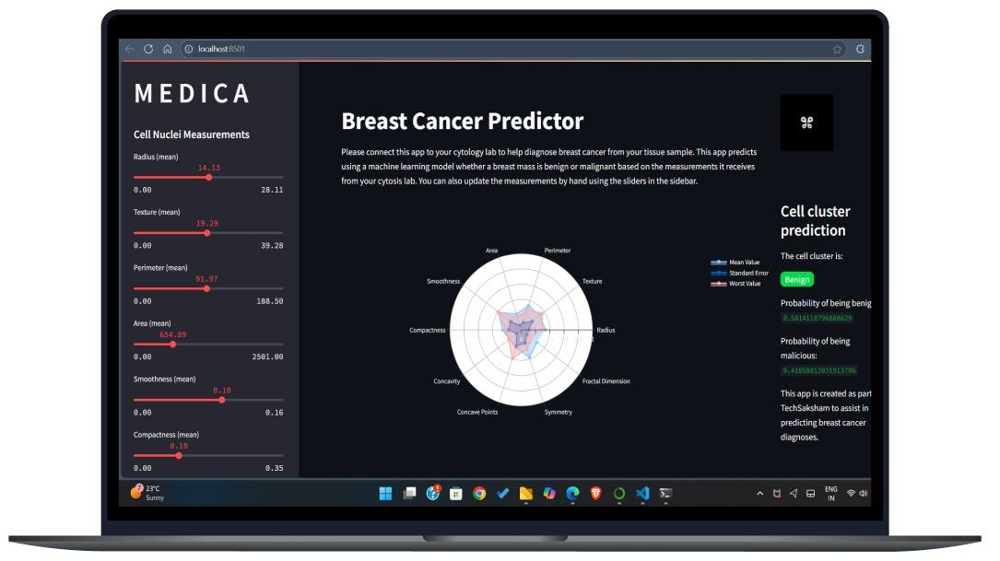 localhost:8501
MEDICA
Cell Nuclei Measurements
Radius (mean)
14.13
0.00 28.11
Texture (mean)
19.29
0.00 39.28
Perimeter (mean)
91.97
0.00 188.50
Area (mean)
654.89
0.00 2501.00
Smoothness (mean)
0.10
0.00 0.16
Compactness (mean)
0.10
0.00 0.35
Breast Cancer Predictor
Please connect this app to your cytology lab to help diagnose breast cancer from your tissue sample. This app predicts
using a machine learning model whether a breast mass is benign or malignant based on the measurements it receives
from your cytosis lab. You can also update the measurements by hand using the sliders in the sidebar.
Area
Perimeter
Smoothness
Texture
Compactness
Radius
Concavity
Fractal Dimension
Concave Points
Symmetry
Mean Value
Standard Error
Worst Value
Cell cluster
prediction
The cell cluster is:
Benign
Probability of being benig
0.5814118796808629
Probability of being
malicious:
0.41858812031913706
This app is created as part
TechSaksham to assist in
predicting breast cancer
diagnoses.
7
23°C
Sunny
ENG
IN